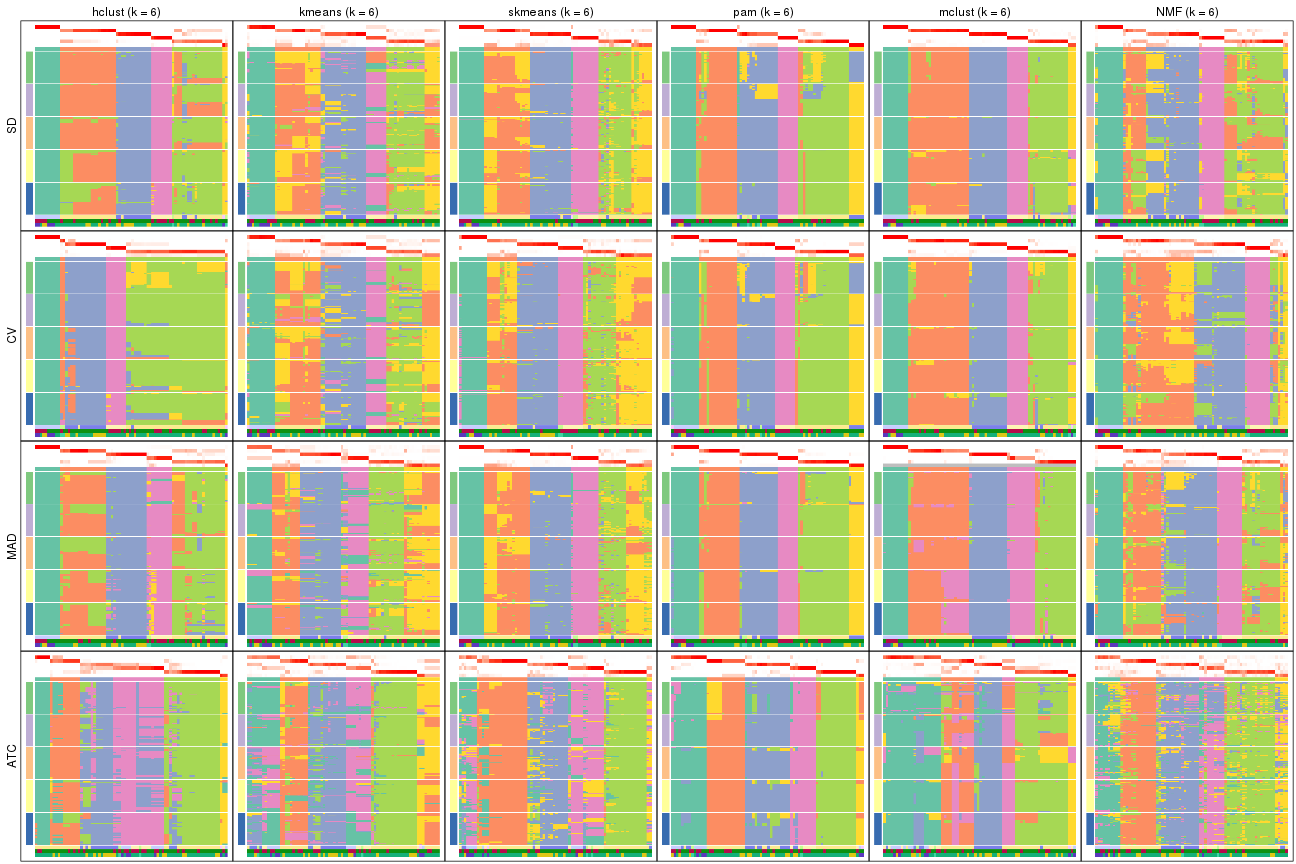 hclust (k = 6) kmeans (k = 6) skmeans (k = 6) pam (k = 6) mclust (k = 6) NMF (k = 6)
SD
CV
MAD
ATC